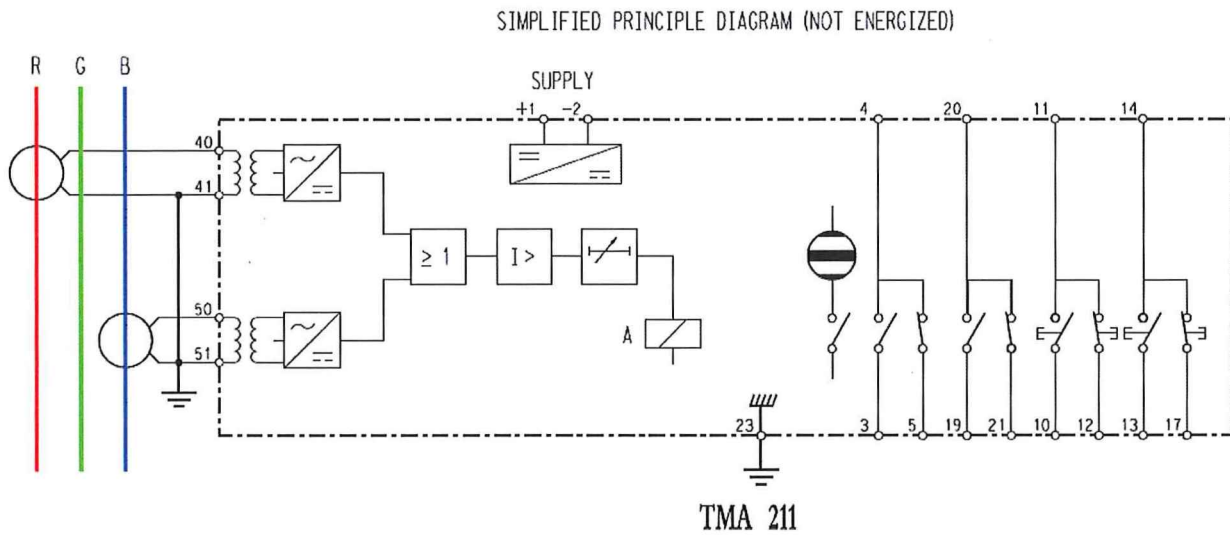 SIMPLIFIED PRINCIPLE DIAGRAM (NOT ENERGIZED)
R G B
SUPPLY
+1 -2 4 20 11 14
40
41
≥ 1 I >
50
A
51
23 3 5 19 21 10 12 13 17
TMA 211